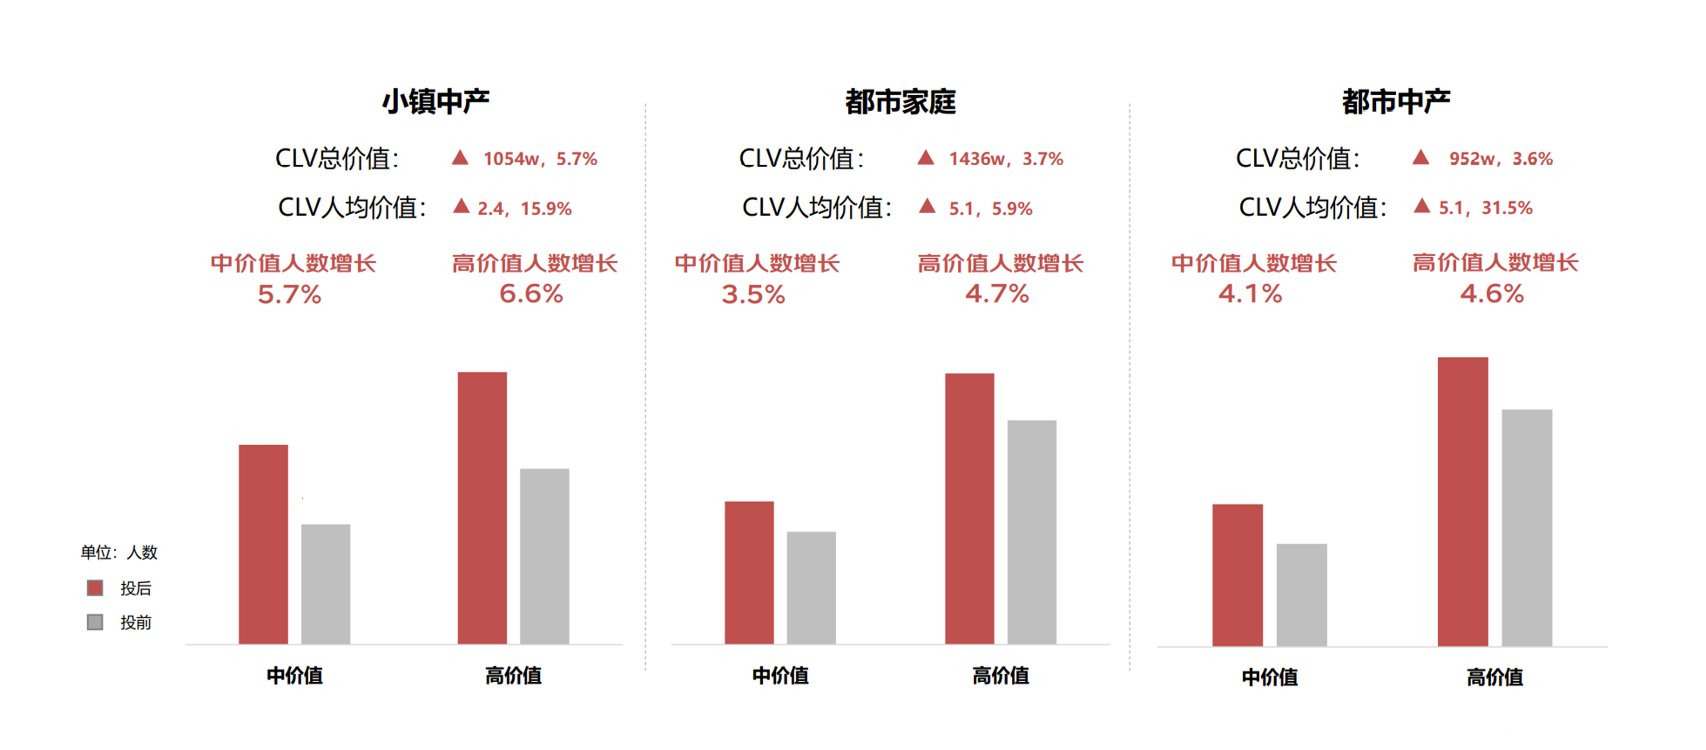 小镇中产
CLV总价值：
▲ 1054w，5.7%
CLV人均价值：
▲ 2.4，15.9%
中价值人数增长
5.7%
高价值人数增长
6.6%
中价值
高价值
都市家庭
CLV总价值：
▲ 1436w，3.7%
CLV人均价值：
▲ 5.1，5.9%
中价值人数增长
3.5%
高价值人数增长
4.7%
中价值
高价值
都市中产
CLV总价值：
▲ 952w，3.6%
CLV人均价值：
▲ 5.1，31.5%
中价值人数增长
4.1%
高价值人数增长
4.6%
中价值
高价值
单位：人数
投后
投前